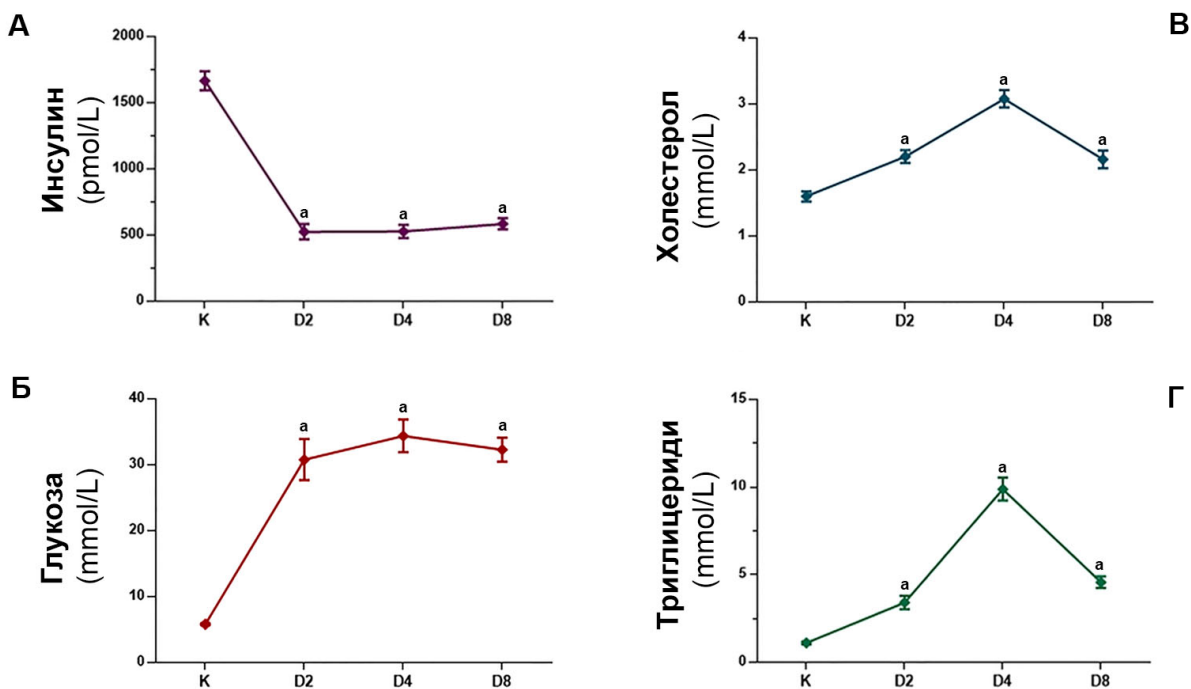 А
Инсулин
(pmol/L)
2000
1500
1000
500
0
a
a
a
K
D2
D4
D8
В
Холестерол
(mmol/L)
4
3
2
1
0
a
a
a
K
D2
D4
D8
Б
Глукоза
(mmol/L)
40
30
20
10
0
a
a
a
K
D2
D4
D8
Г
Триглицериди
(mmol/L)
15
10
5
0
a
a
a
K
D2
D4
D8